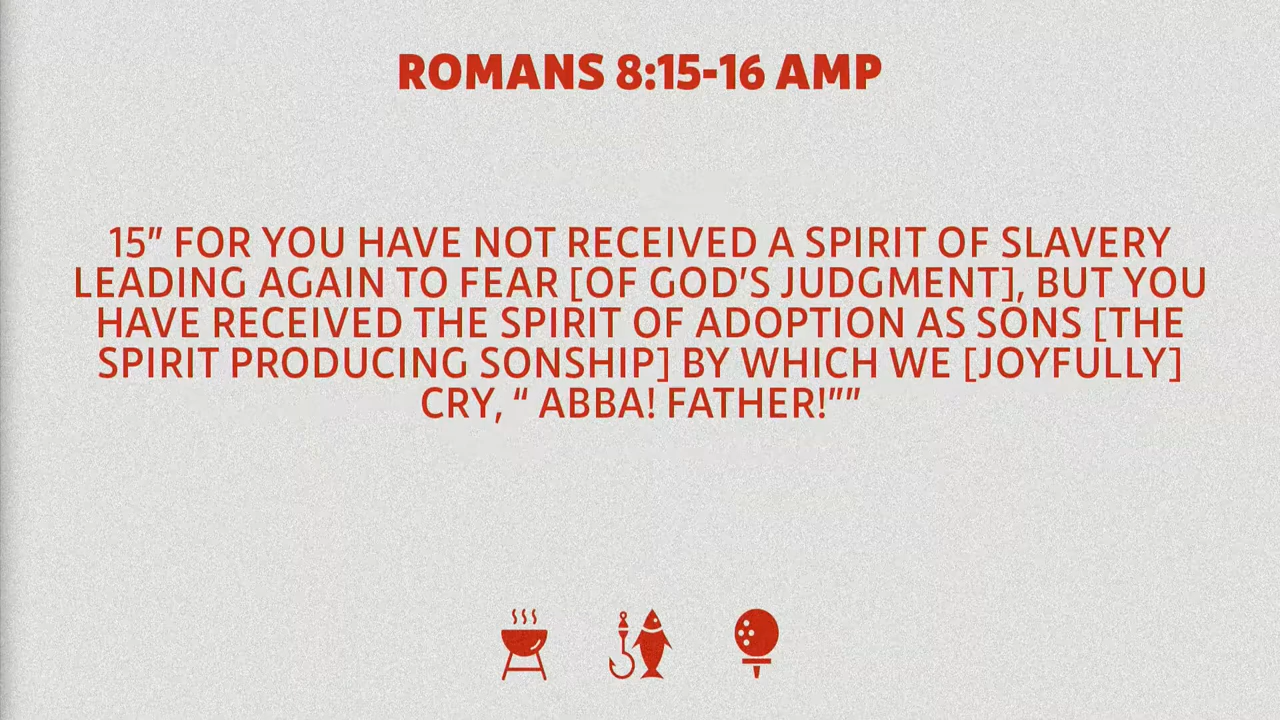 ROMANS 8:15-16 AMP
15” FOR YOU HAVE NOT RECEIVED A SPIRIT OF SLAVERY
LEADING AGAIN TO FEAR [OF GOD’S JUDGMENT], BUT YOU
HAVE RECEIVED THE SPIRIT OF ADOPTION AS SONS [THE
SPIRIT PRODUCING SONSHIP] BY WHICH WE [JOYFULLY]
CRY, “ ABBA! FATHER!””